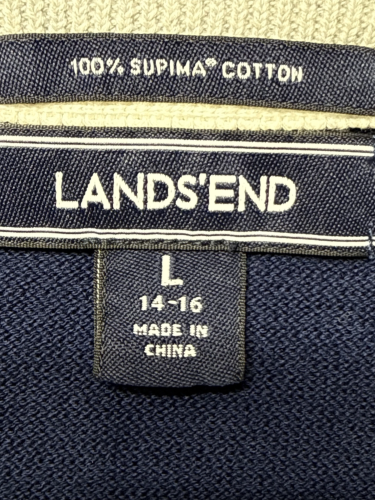 100% SUPIMA® COTTON
LANDS'END
L
14-16
MADE IN
CHINA